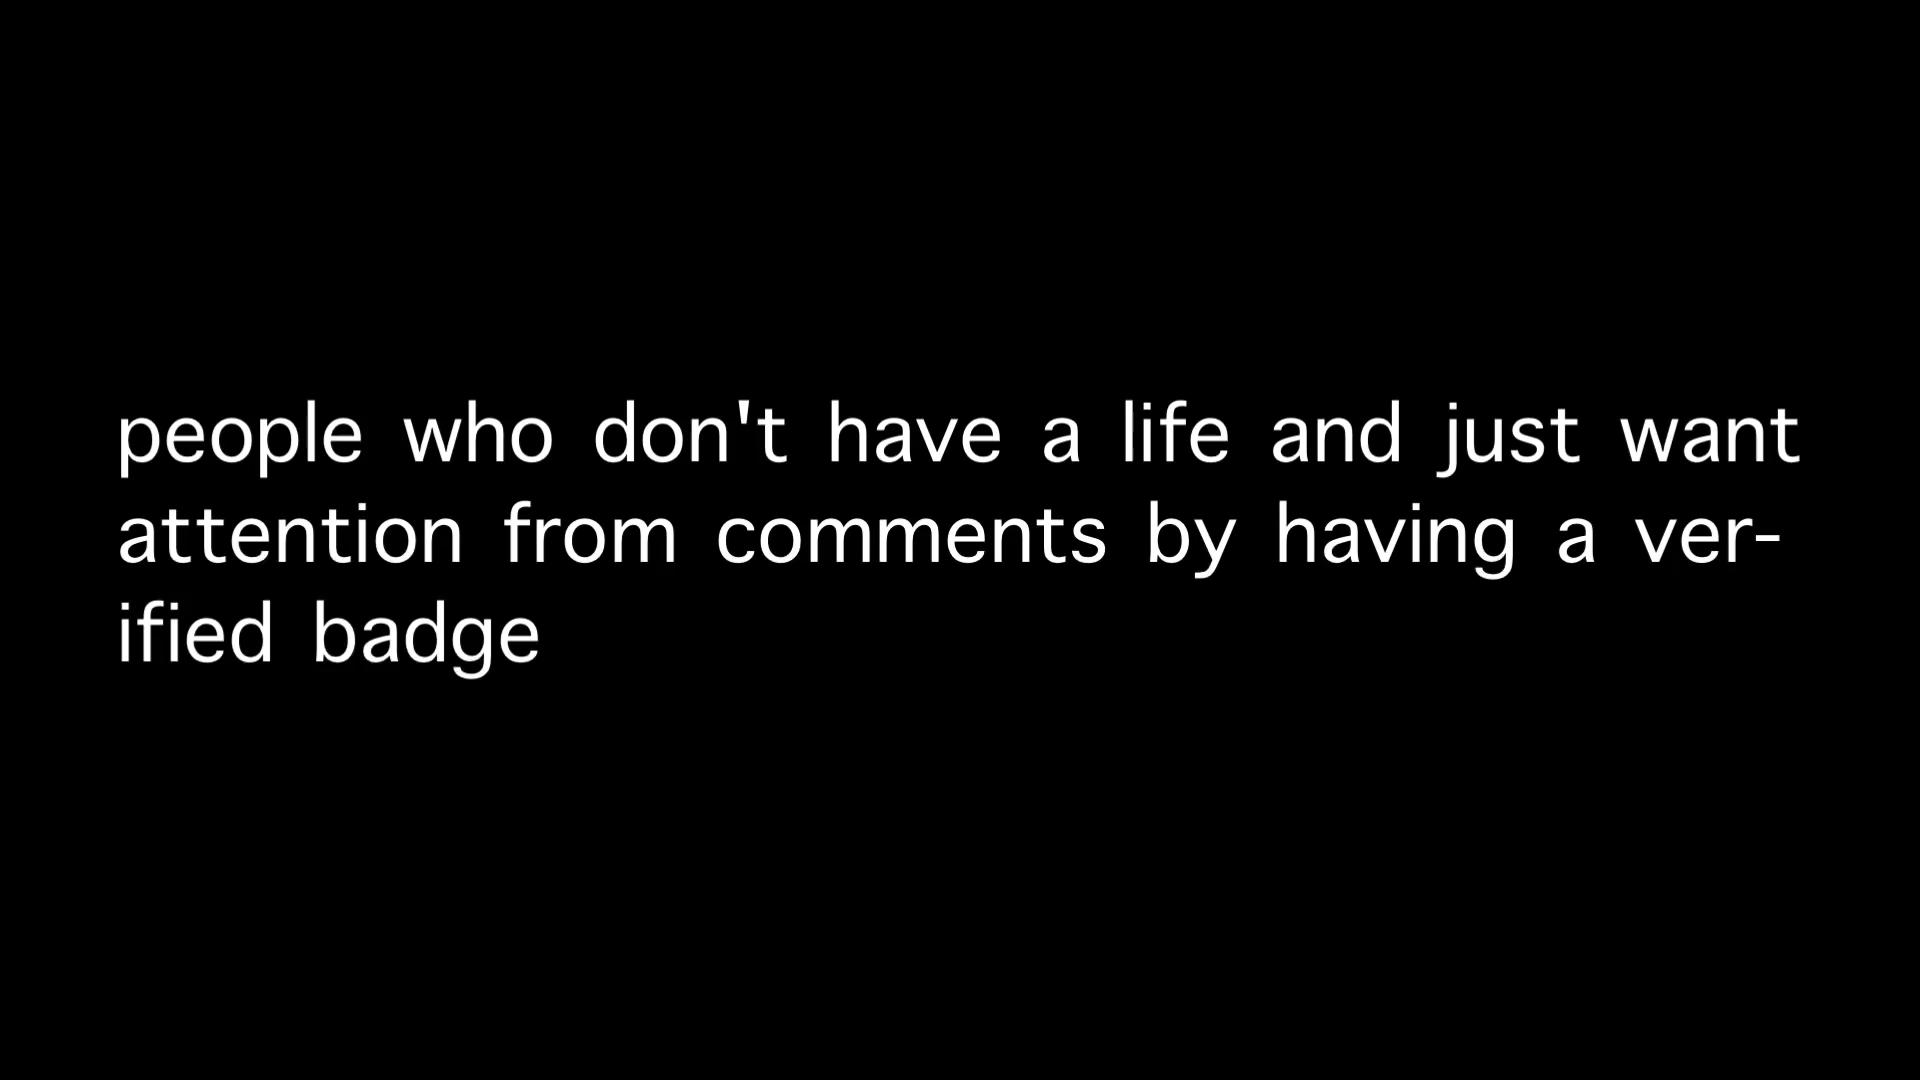 people who don't have a life and just want
attention from comments by having a ver-
ified badge